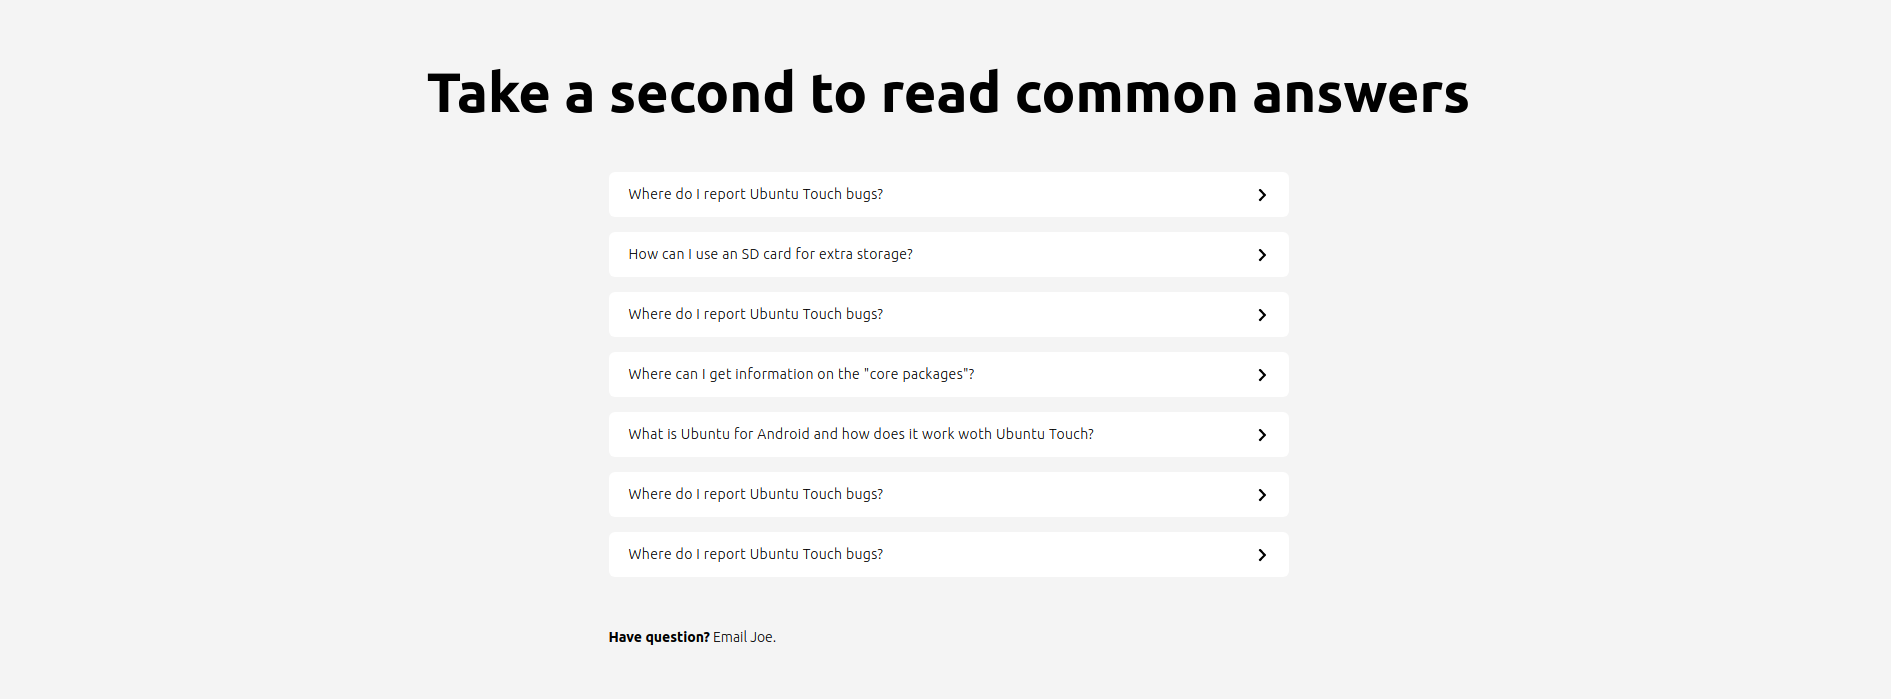 Take a second to read common answers
Where do I report Ubuntu Touch bugs?
How can I use an SD card for extra storage?
Where do I report Ubuntu Touch bugs?
Where can I get information on the "core packages"?
What is Ubuntu for Android and how does it work woth Ubuntu Touch?
Where do I report Ubuntu Touch bugs?
Where do I report Ubuntu Touch bugs?
Have question? Email Joe.